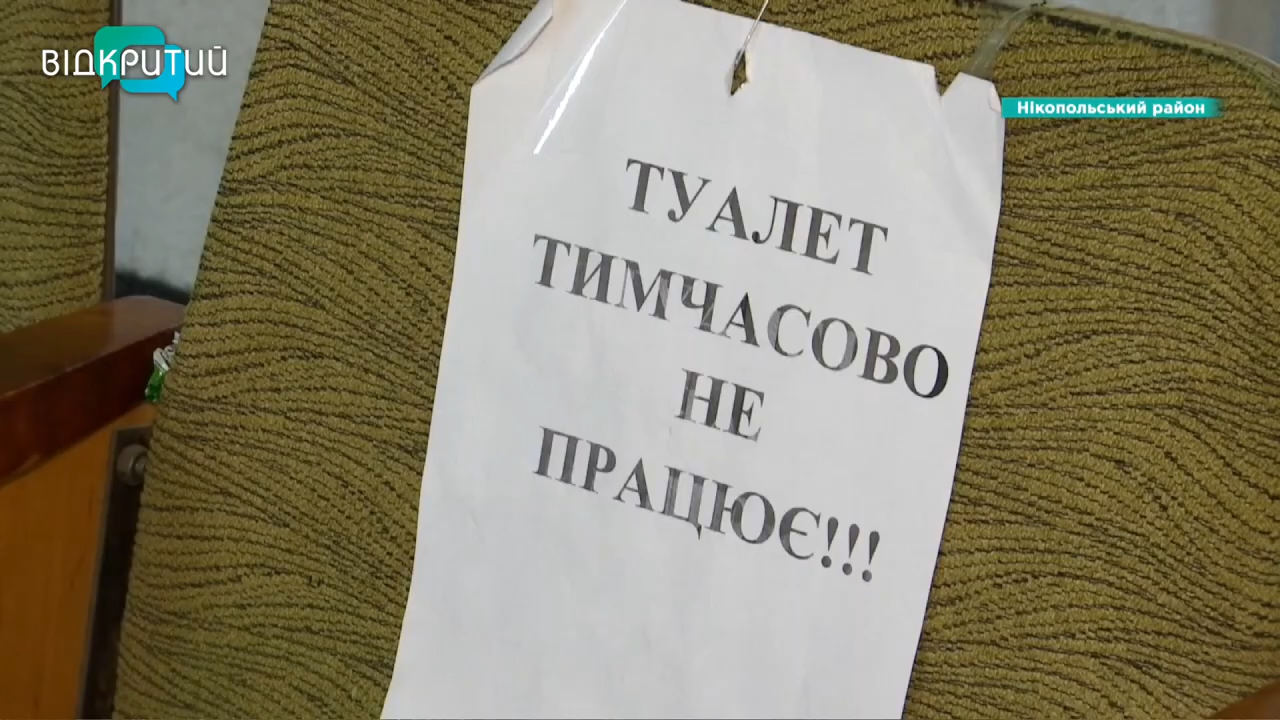 ВІДКРИТИЙ
Нікопольський район
ТУАЛЕТ
ТИМЧАСОВО
НЕ
ПРАЦЮЄ!!!